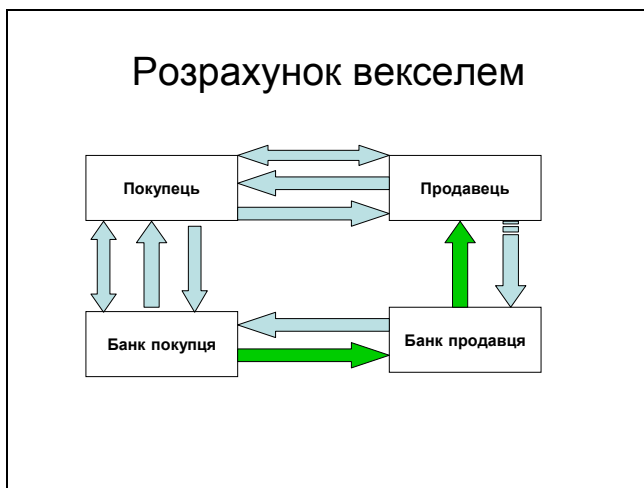 Розрахунок векселем
Покупець
Продавець
Банк покупця
Банк продавця